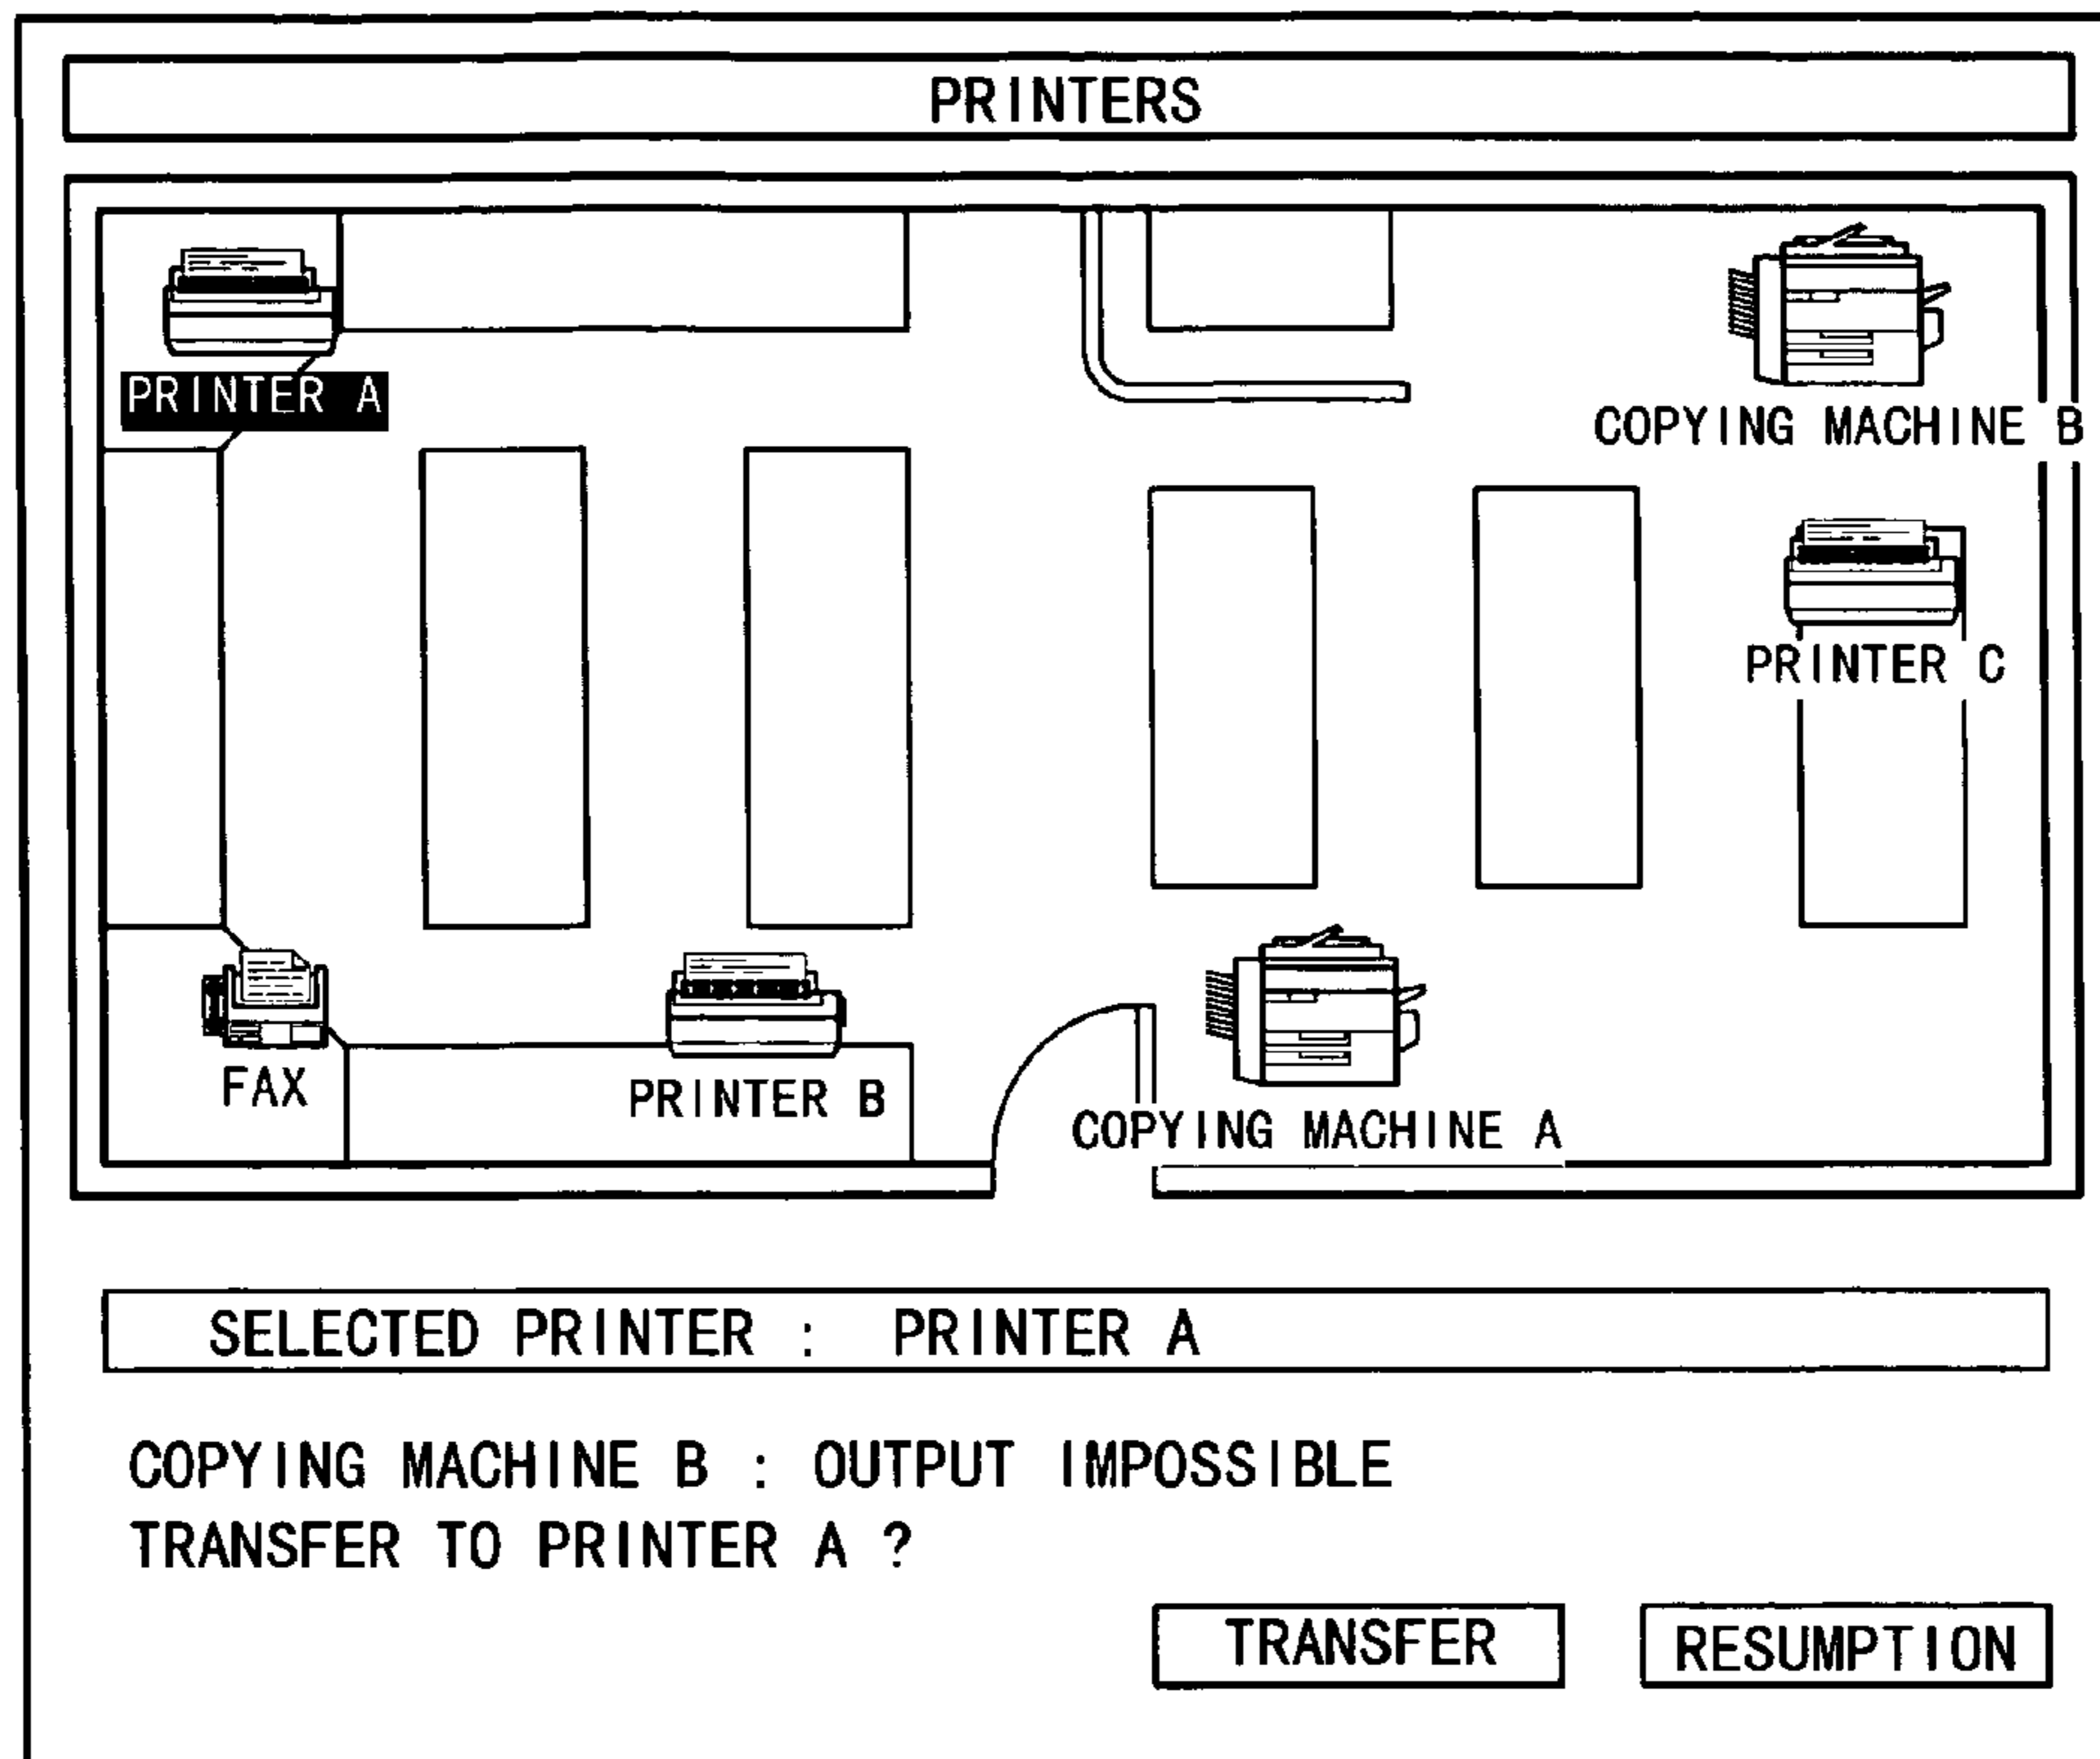 PRINTERS
PRINTER A
COPYING MACHINE B
PRINTER C
FAX
PRINTER B
COPYING MACHINE A
SELECTED PRINTER : PRINTER A
COPYING MACHINE B : OUTPUT IMPOSSIBLE
TRANSFER TO PRINTER A ?
TRANSFER
RESUMPTION